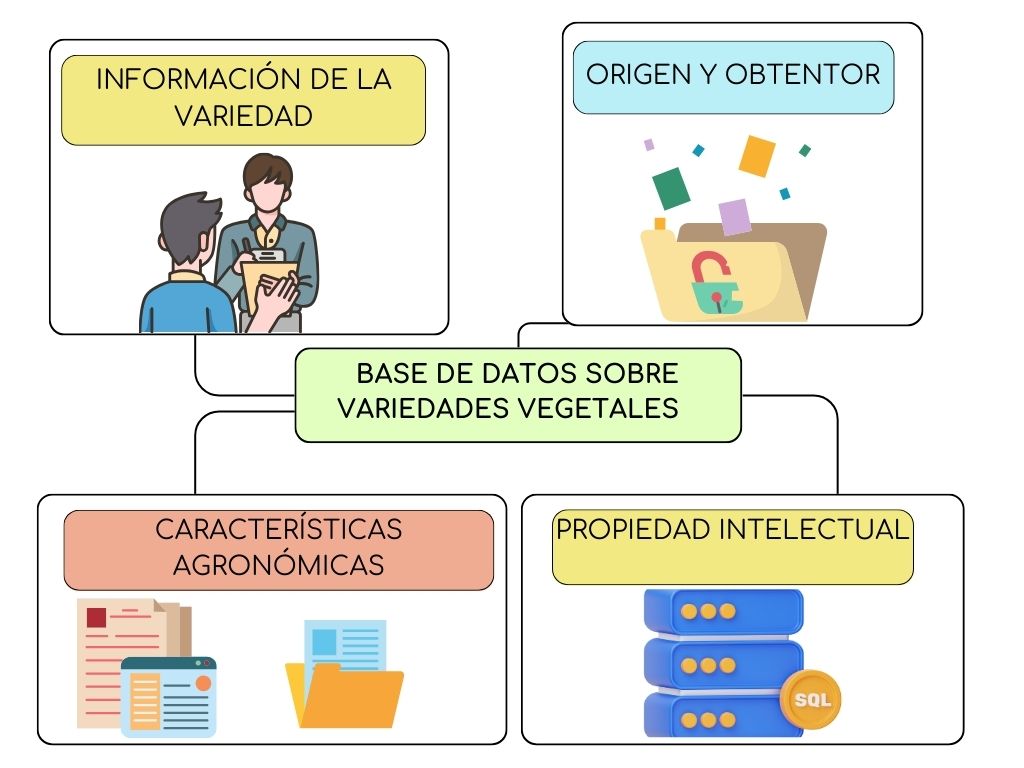 INFORMACIÓN DE LA
VARIEDAD
ORIGEN Y OBTENTOR
BASE DE DATOS SOBRE
VARIEDADES VEGETALES
CARACTERÍSTICAS
AGRONÓMICAS
PROPIEDAD INTELECTUAL
SQL